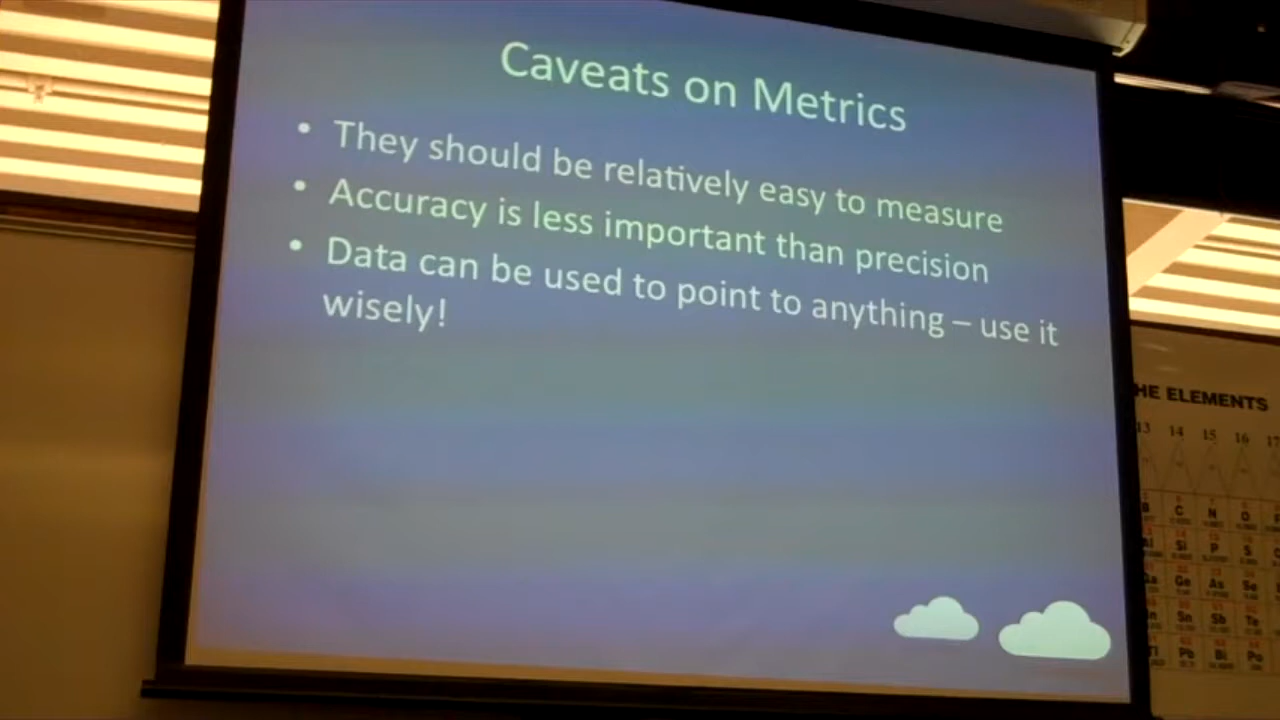 Caveats on Metrics
• They should be relatively easy to measure
• Accuracy is less important than precision
• Data can be used to point to anything – use it
wisely!
HE ELEMENTS
13 14 15 16 17
C N O
Si P S
Ge As Se
Sn Sb Te
Pb Bi Po